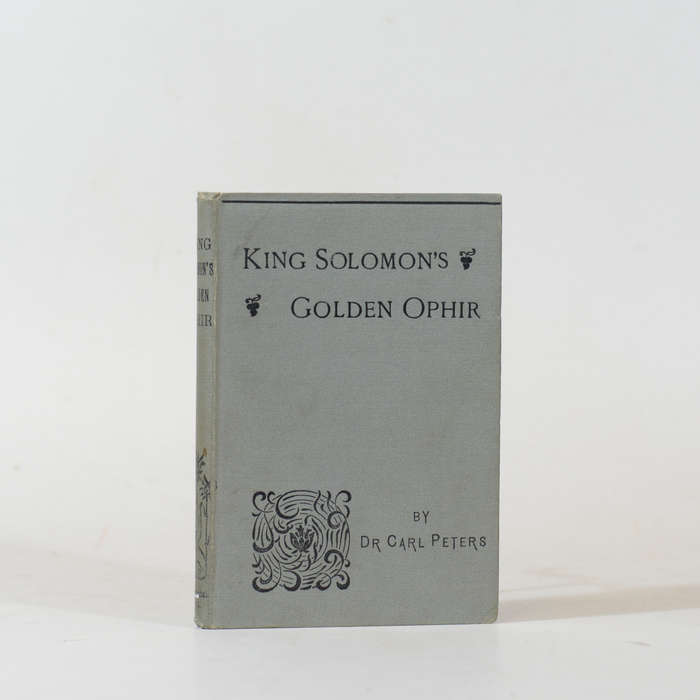 KING SOLOMON'S
GOLDEN OPHIR
BY
DR CARL PETERS